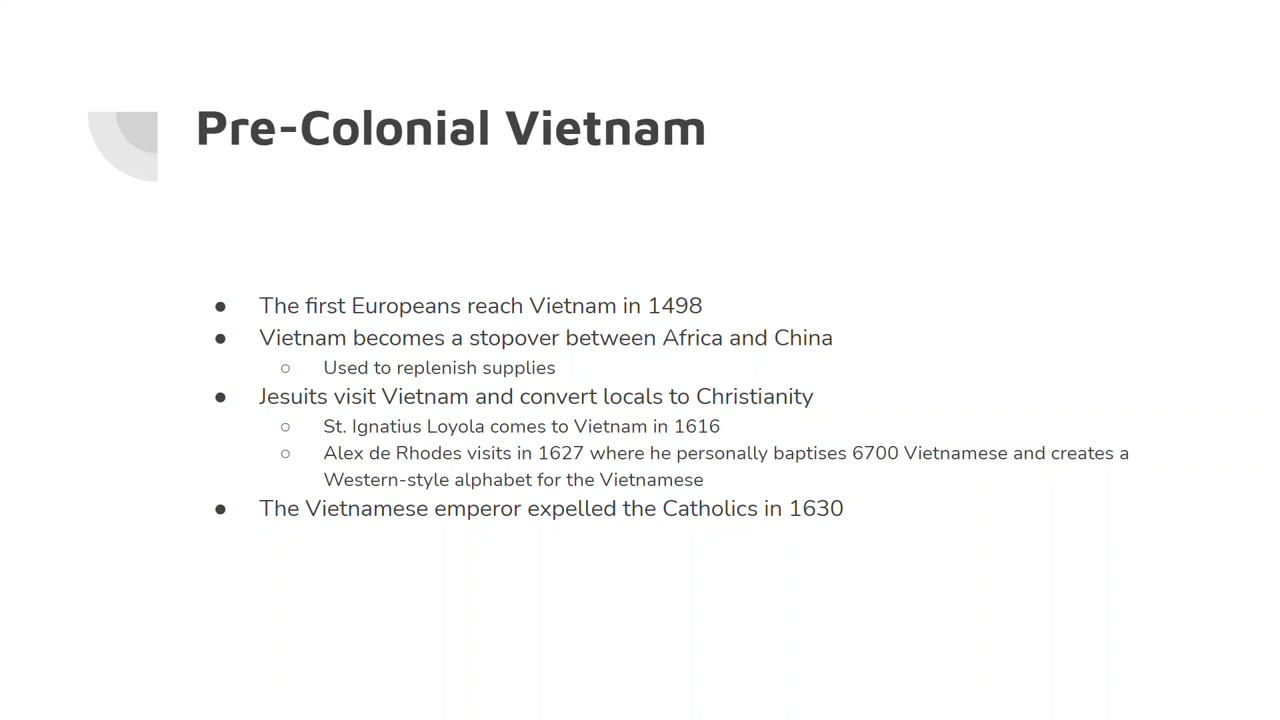 Pre-Colonial Vietnam
● The first Europeans reach Vietnam in 1498
● Vietnam becomes a stopover between Africa and China
○ Used to replenish supplies
● Jesuits visit Vietnam and convert locals to Christianity
○ St. Ignatius Loyola comes to Vietnam in 1616
○ Alex de Rhodes visits in 1627 where he personally baptises 6700 Vietnamese and creates a
Western-style alphabet for the Vietnamese
● The Vietnamese emperor expelled the Catholics in 1630